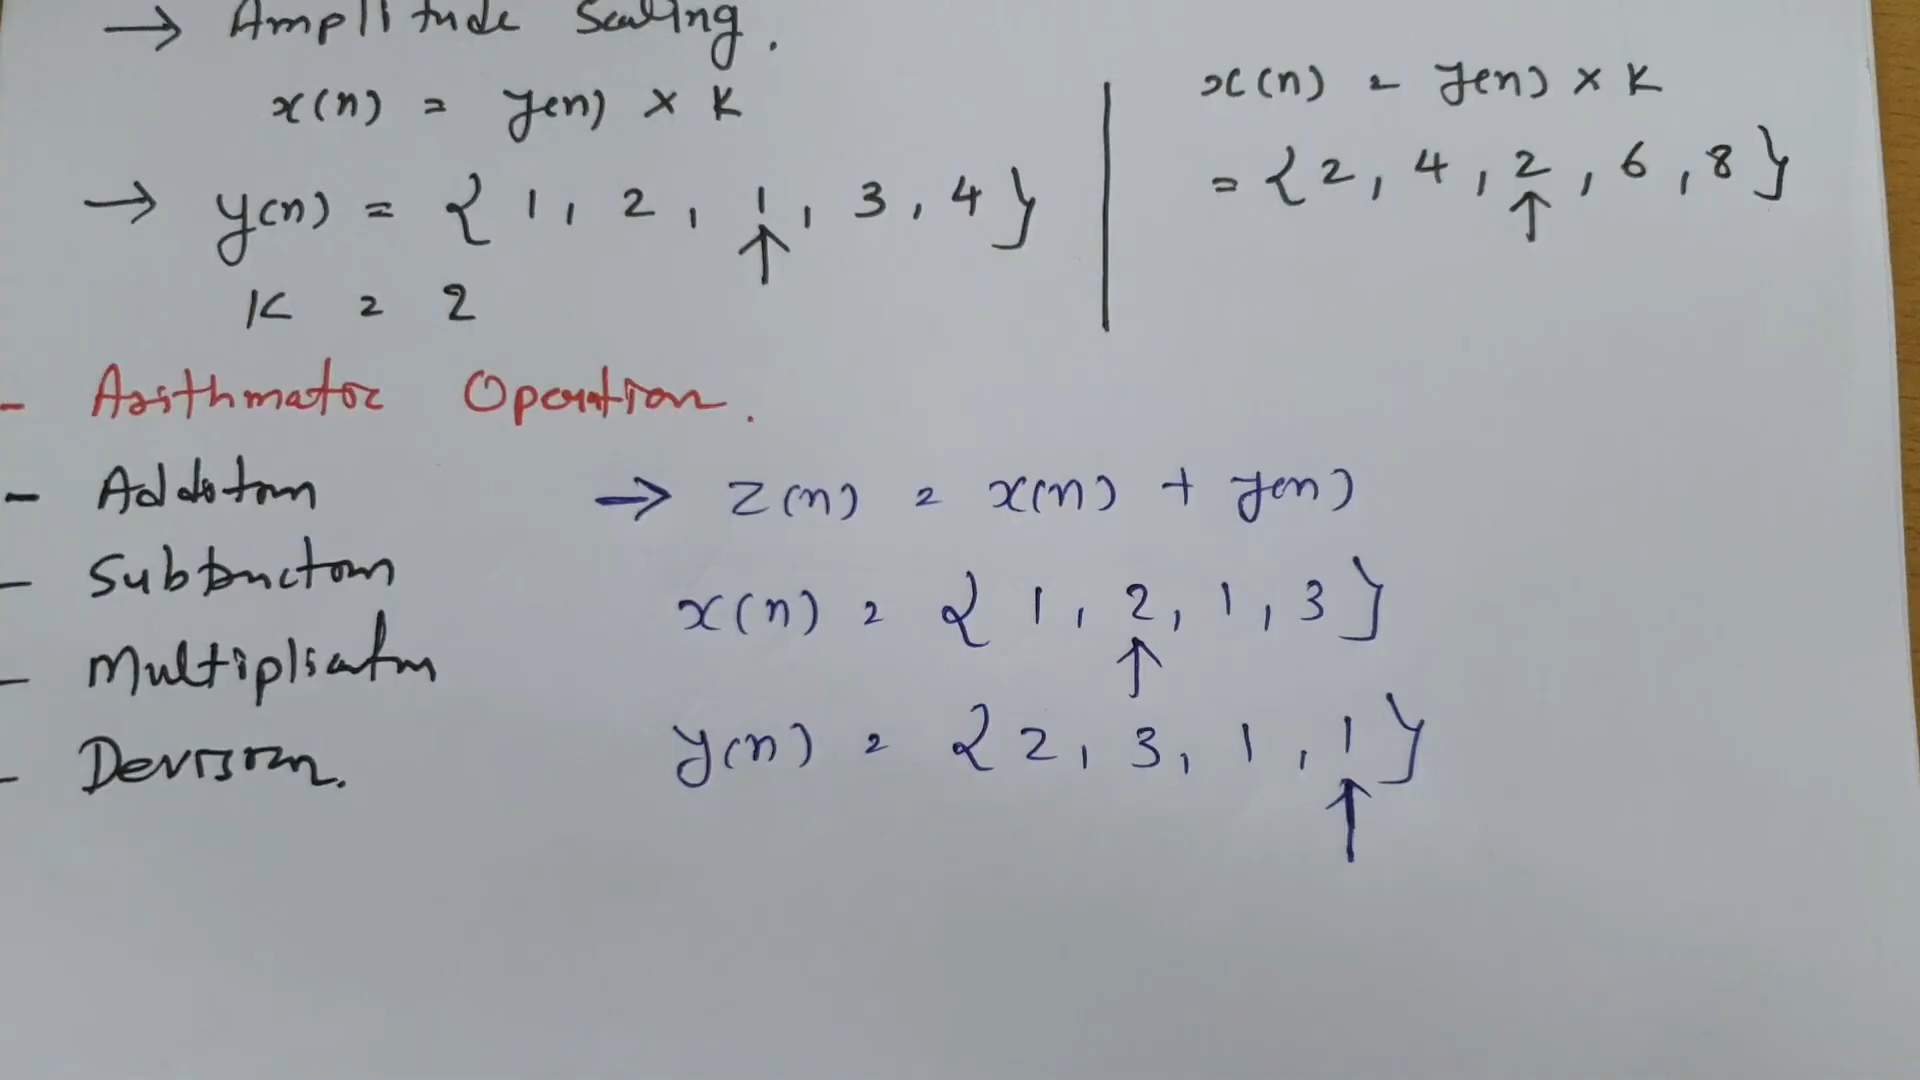 → Amplitude Scaling.
x(n) = y(n) × K
→ y(n) = { 1, 2, 1, 3, 4 }
↑
K = 2
x(n) = y(n) × K
= { 2, 4, 2, 6, 8 }
↑
- Arithmatic Operation.
- Addition
- Subtraction
- Multiplication
- Devision.
→ z(n) = x(n) + y(n)
x(n) = { 1, 2, 1, 3 }
↑
y(n) = { 2, 3, 1, 1 }
↑